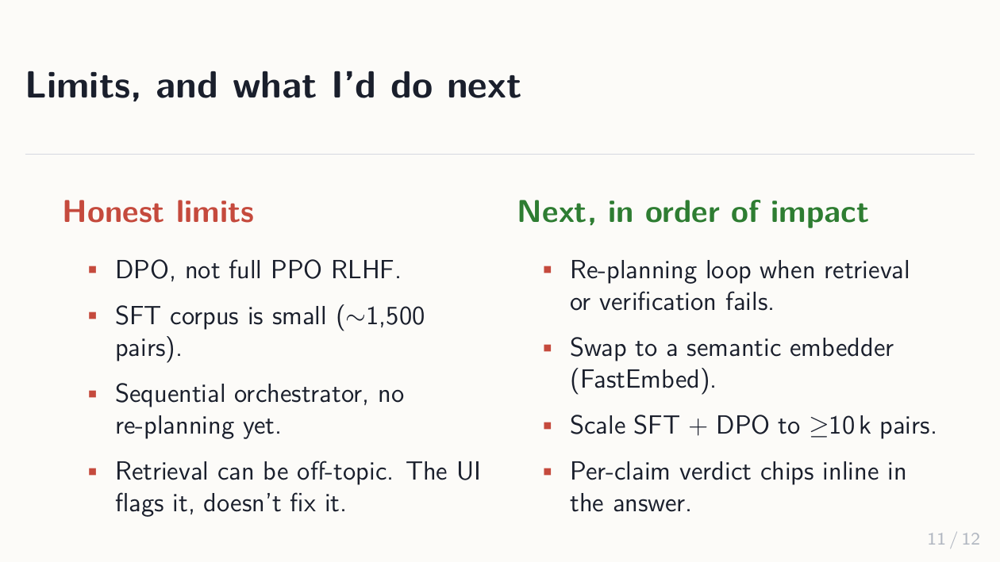 Limits, and what I'd do next
Honest limits
▪ DPO, not full PPO RLHF.
▪ SFT corpus is small (∼1,500
pairs).
▪ Sequential orchestrator, no
re-planning yet.
▪ Retrieval can be off-topic. The UI
flags it, doesn't fix it.
Next, in order of impact
▪ Re-planning loop when retrieval
or verification fails.
▪ Swap to a semantic embedder
(FastEmbed).
▪ Scale SFT + DPO to ≥10 k pairs.
▪ Per-claim verdict chips inline in
the answer.
11 / 12